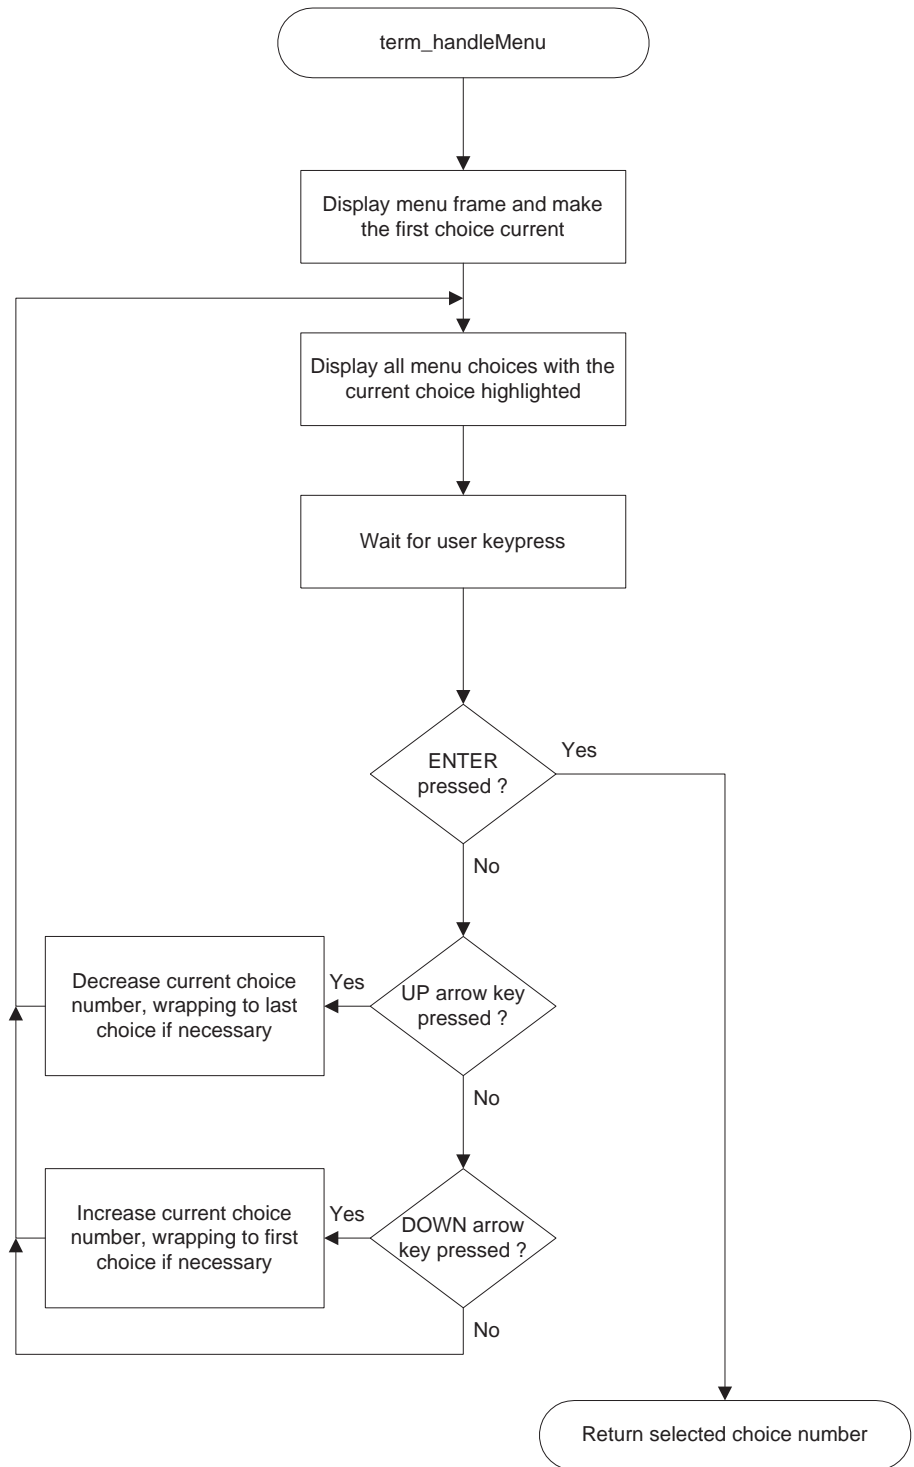 term_handleMenu
Display menu frame and make
the first choice current
Display all menu choices with the
current choice highlighted
Wait for user keypress
ENTER
pressed ?
Yes
No
UP arrow key
pressed ?
Yes
Decrease current choice
number, wrapping to last
choice if necessary
No
DOWN arrow
key pressed ?
Yes
Increase current choice
number, wrapping to first
choice if necessary
No
Return selected choice number